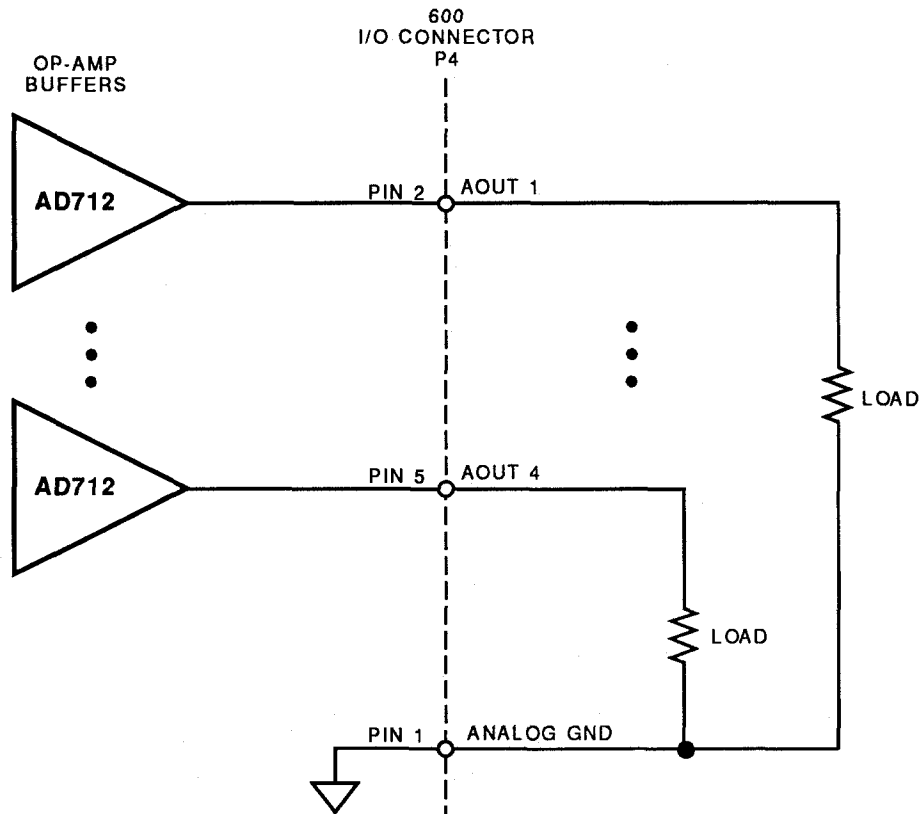 600
I/O CONNECTOR
P4
OP-AMP
BUFFERS
AD712
PIN 2
AOUT 1
LOAD
AD712
PIN 5
AOUT 4
LOAD
PIN 1
ANALOG GND